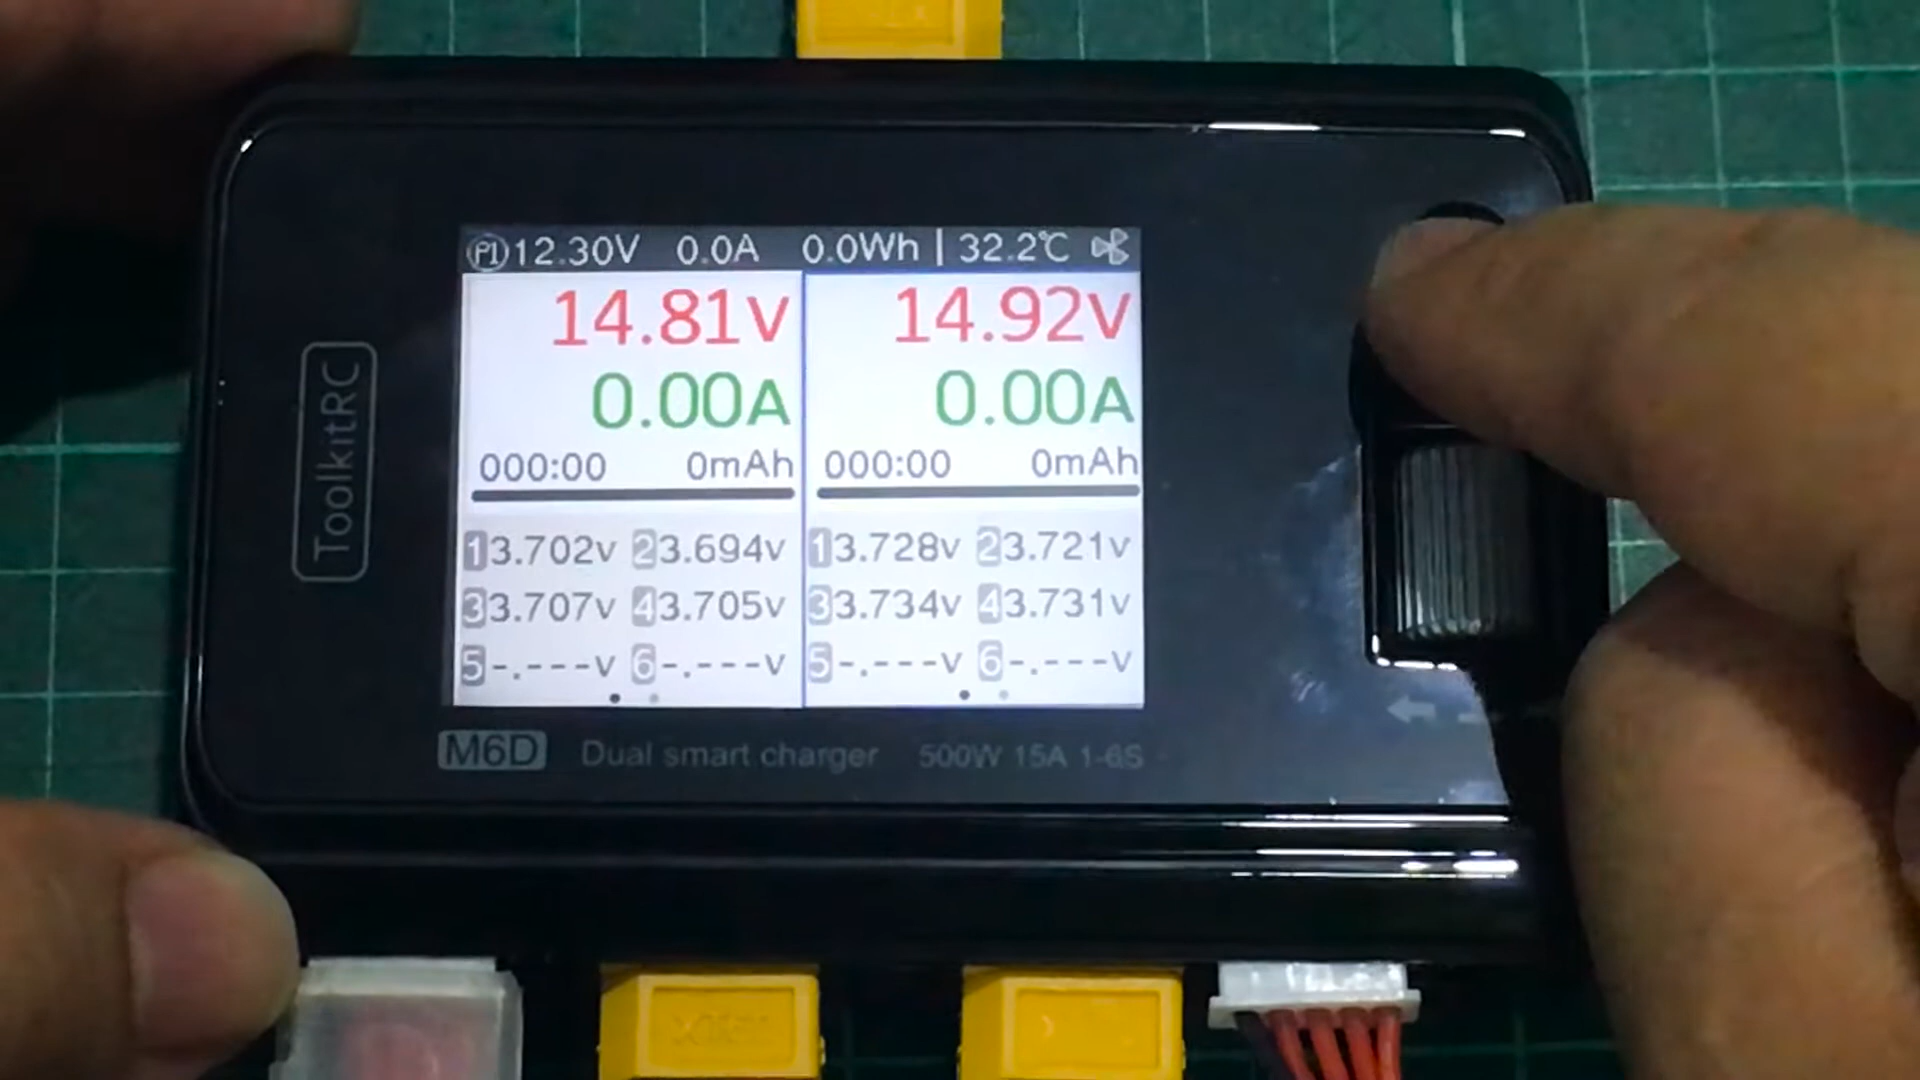 P1 12.30V 0.0A 0.0Wh | 32.2℃
14.81V 14.92V
0.00A 0.00A
000:00 0mAh 000:00 0mAh
1 3.702v 2 3.694v 1 3.728v 2 3.721v
3 3.707v 4 3.705v 3 3.734v 4 3.731v
5 -.---v 6 -.---v 5 -.---v 6 -.---v
ToolkitRC
M6D Dual smart charger 500W 15A 1-6S